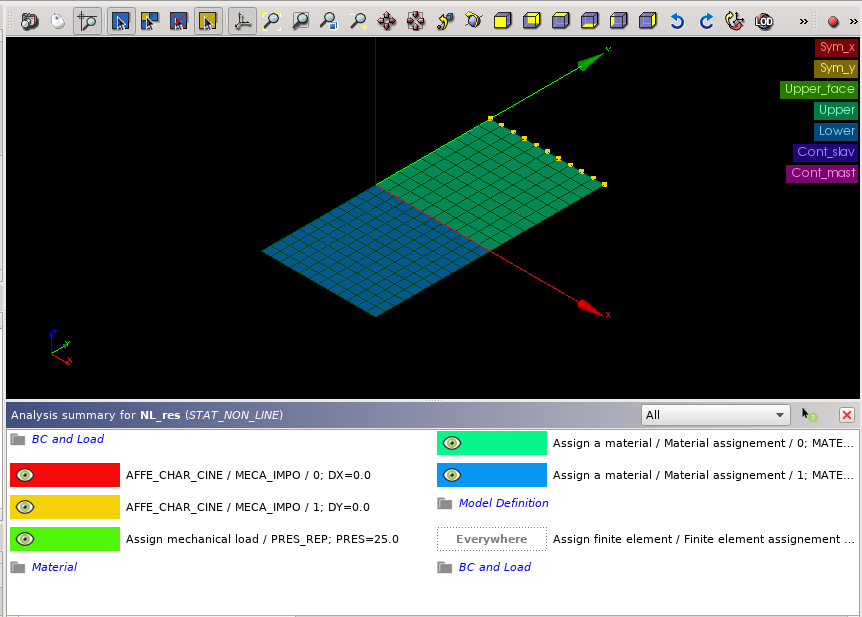 LOD
»
»
Sym_x
Sym_y
Upper_face
Upper
Lower
Cont_slav
Cont_mast
Y
X
Z
Y
X
Analysis summary for NL_res (STAT_NON_LINE)
All
BC and Load
AFFE_CHAR_CINE / MECA_IMPO / 0; DX=0.0
AFFE_CHAR_CINE / MECA_IMPO / 1; DY=0.0
Assign mechanical load / PRES_REP; PRES=25.0
Material
Assign a material / Material assignement / 0; MATE...
Assign a material / Material assignement / 1; MATE...
Model Definition
Everywhere
Assign finite element / Finite element assignement ...
BC and Load